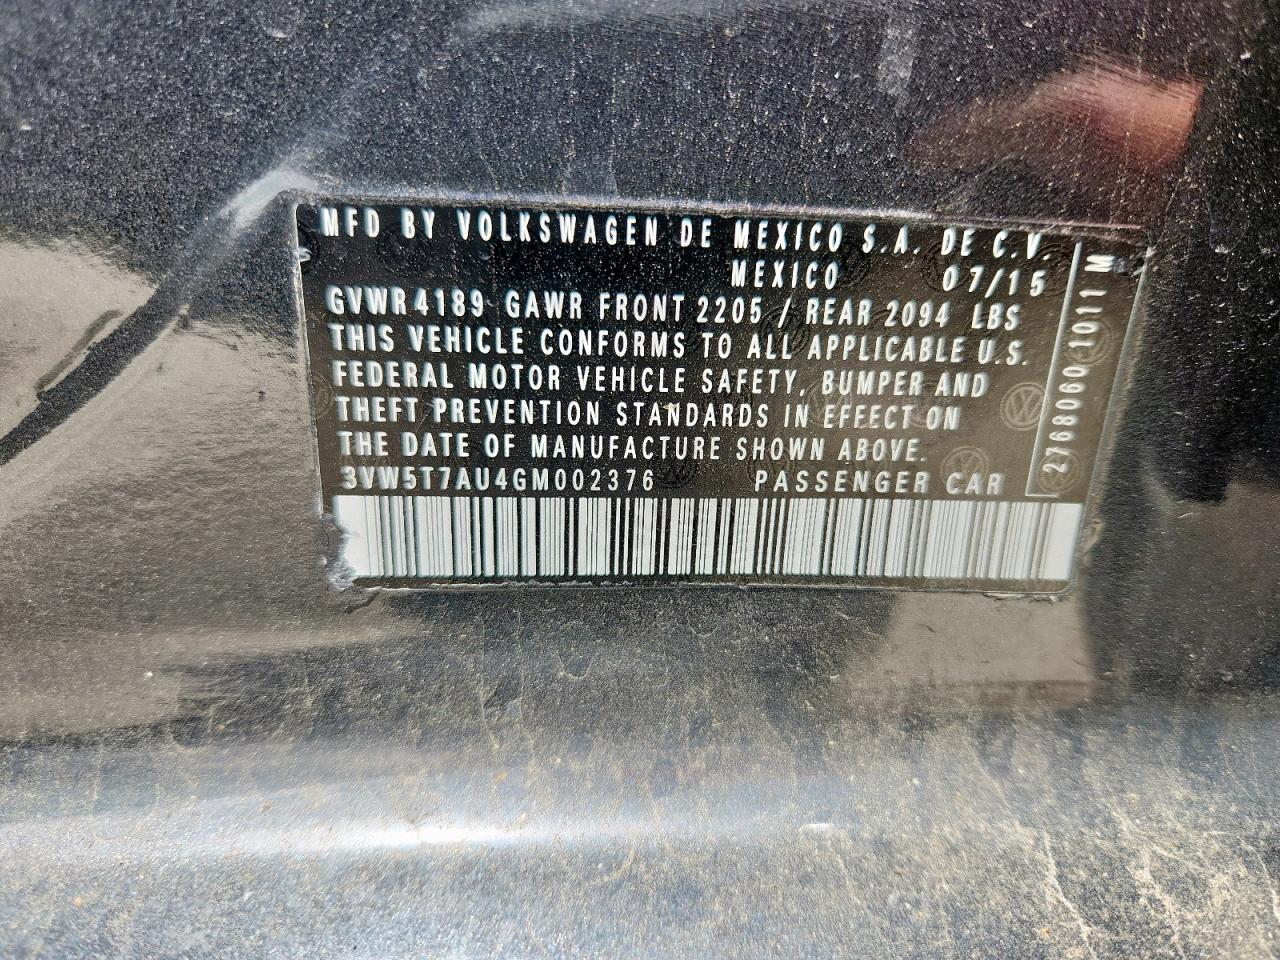 MFD BY VOLKSWAGEN DE MEXICO S.A. DE C.V.
MEXICO 07/15
GVWR 4189 GAWR FRONT 2205 / REAR 2094 LBS
THIS VEHICLE CONFORMS TO ALL APPLICABLE U.S.
FEDERAL MOTOR VEHICLE SAFETY, BUMPER AND
THEFT PREVENTION STANDARDS IN EFFECT ON
THE DATE OF MANUFACTURE SHOWN ABOVE.
3VW5T7AU4GM002376 PASSENGER CAR
2768060 1011 M